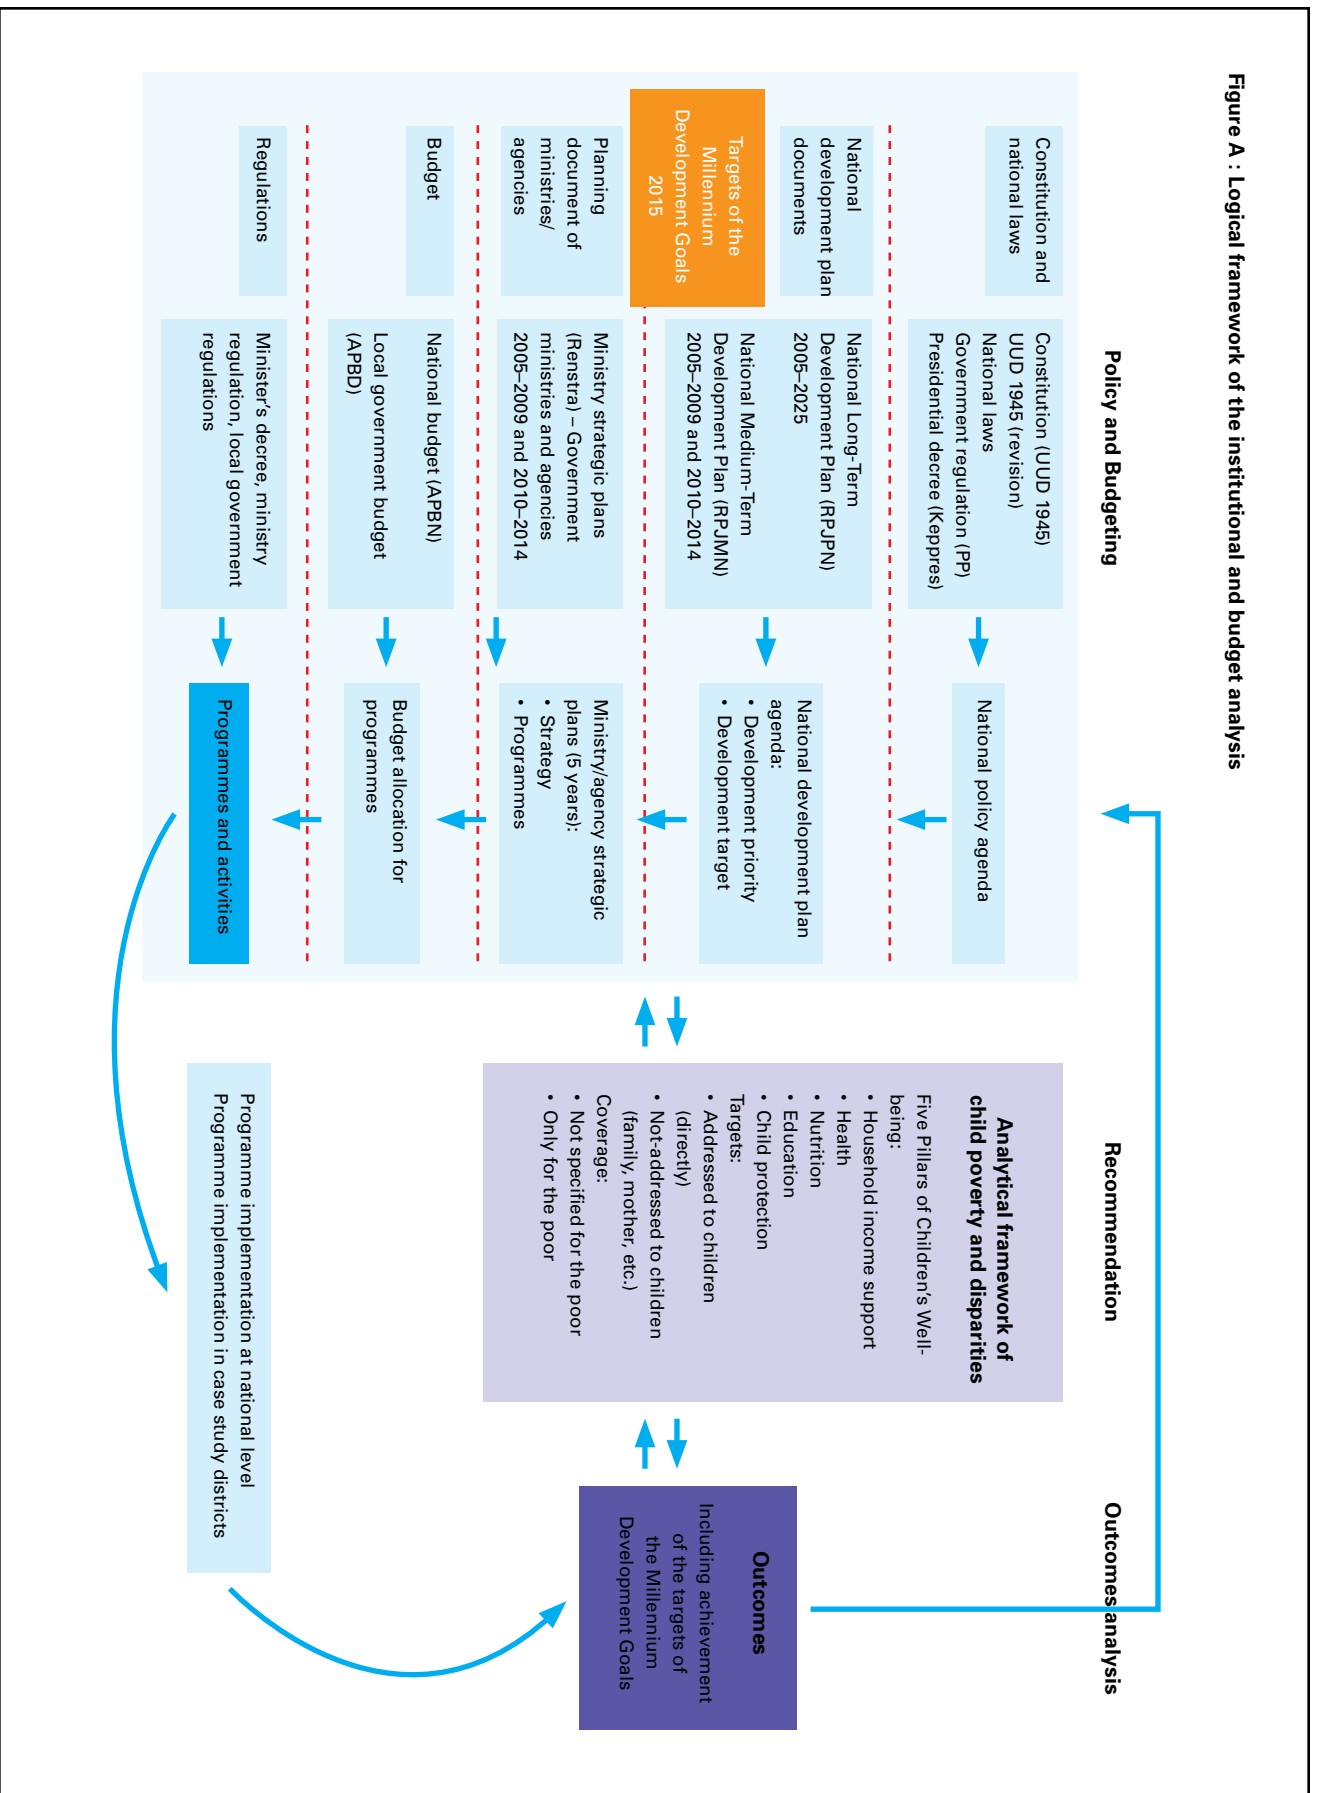 Figure A : Logical framework of the institutional and budget analysis
Policy and Budgeting
Recommendation
Outcomes analysis
Constitution and
national laws
Constitution (UUD 1945)
UUD 1945 (revision)
National laws
Government regulation (PP)
Presidential decree (Keppres)
National policy agenda
National
development plan
documents
National Long-Term
Development Plan (RPJPN)
2005–2025
National Medium-Term
Development Plan (RPJMN)
2005–2009 and 2010–2014
National development plan
agenda:
• Development priority
• Development target
Targets of the
Millennium
Development Goals
2015
Planning
document of
ministries/
agencies
Ministry strategic plans
(Renstra) – Government
ministries and agencies
2005–2009 and 2010–2014
Ministry/agency strategic
plans (5 years):
• Strategy
• Programmes
Budget
National budget (APBN)
Local government budget
(APBD)
Budget allocation for
programmes
Regulations
Minister’s decree, ministry
regulation, local government
regulations
Programmes and activities
Analytical framework of
child poverty and disparities
Five Pillars of Children’s Well-
being:
• Household income support
• Health
• Nutrition
• Education
• Child protection
Targets:
• Addressed to children
(directly)
• Not-addressed to children
(family, mother, etc.)
Coverage:
• Not specified for the poor
• Only for the poor
Programme implementation at national level
Programme implementation in case study districts
Outcomes
Including achievement
of the targets of
the Millennium
Development Goals